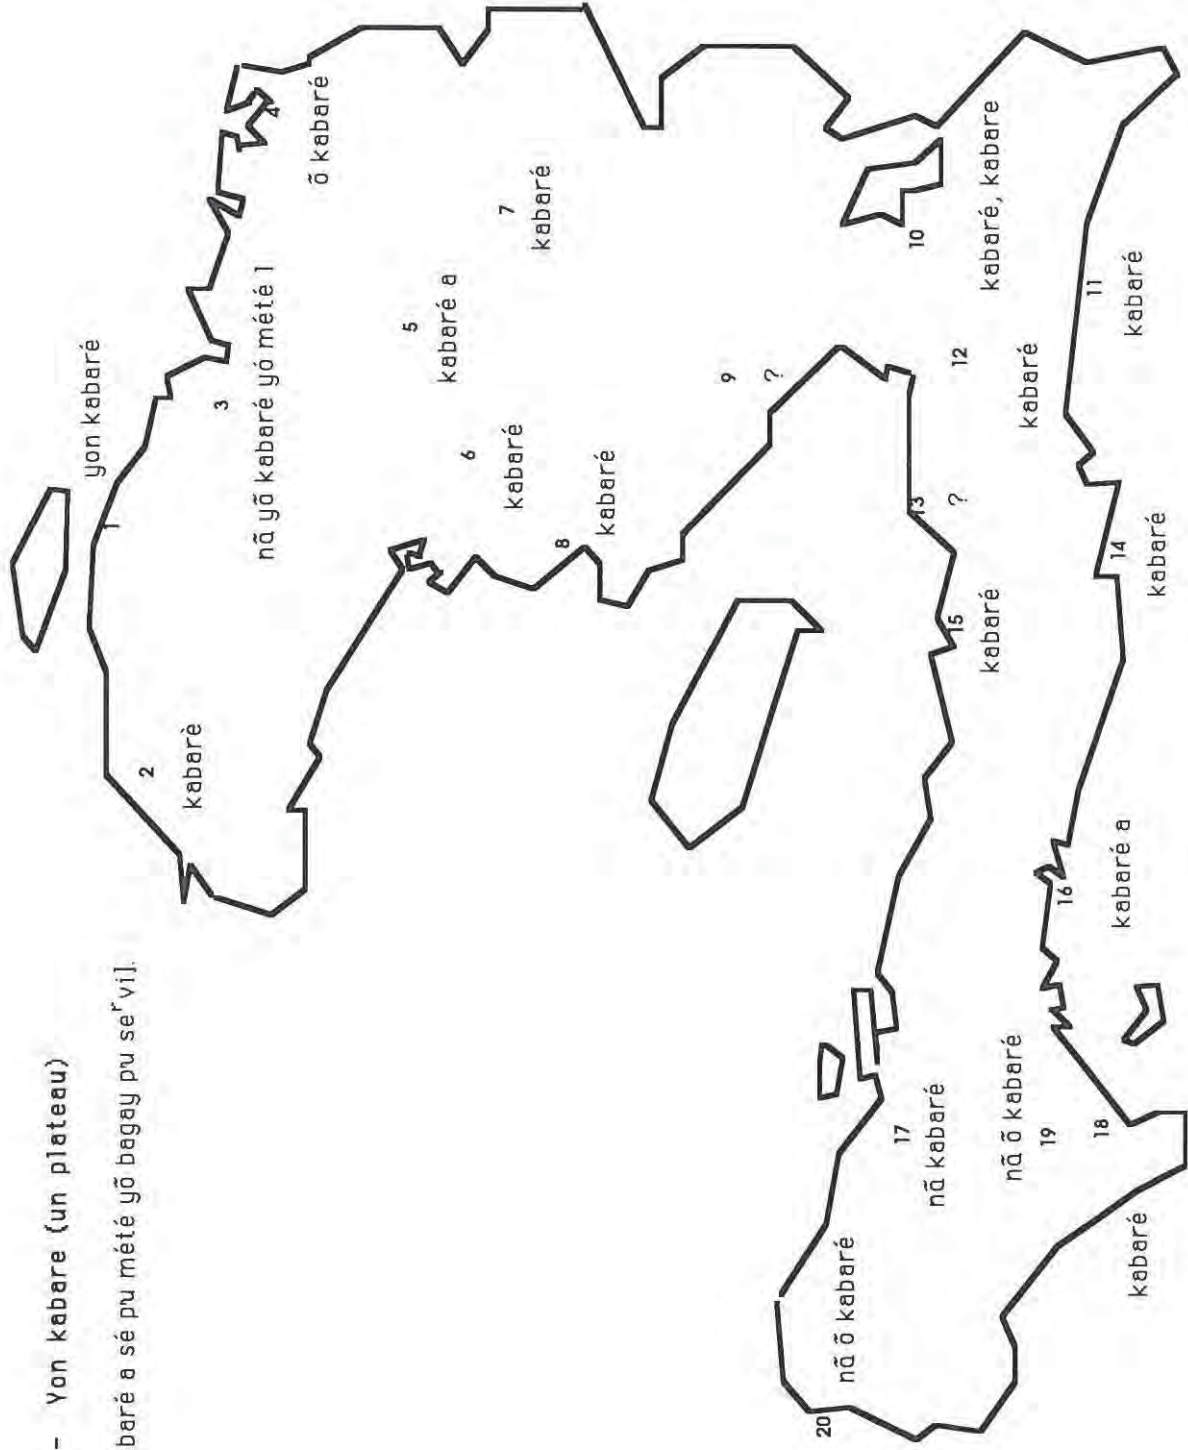 - Yon kabare (un plateau)
baré a sé pu mété yõ bagay pu seʳvi].
yon kabaré
1
2
kabarè
3
nã yõ kabaré yó mété l
4
õ kabaré
5
kabaré a
6
kabaré
7
kabaré
8
kabaré
9
?
20
nã õ kabaré
17
nã kabaré
10
kabaré, kabare
13
?
15
kabaré
12
kabaré
19
nã õ kabaré
16
kabaré a
11
kabaré
14
kabaré
18
kabaré